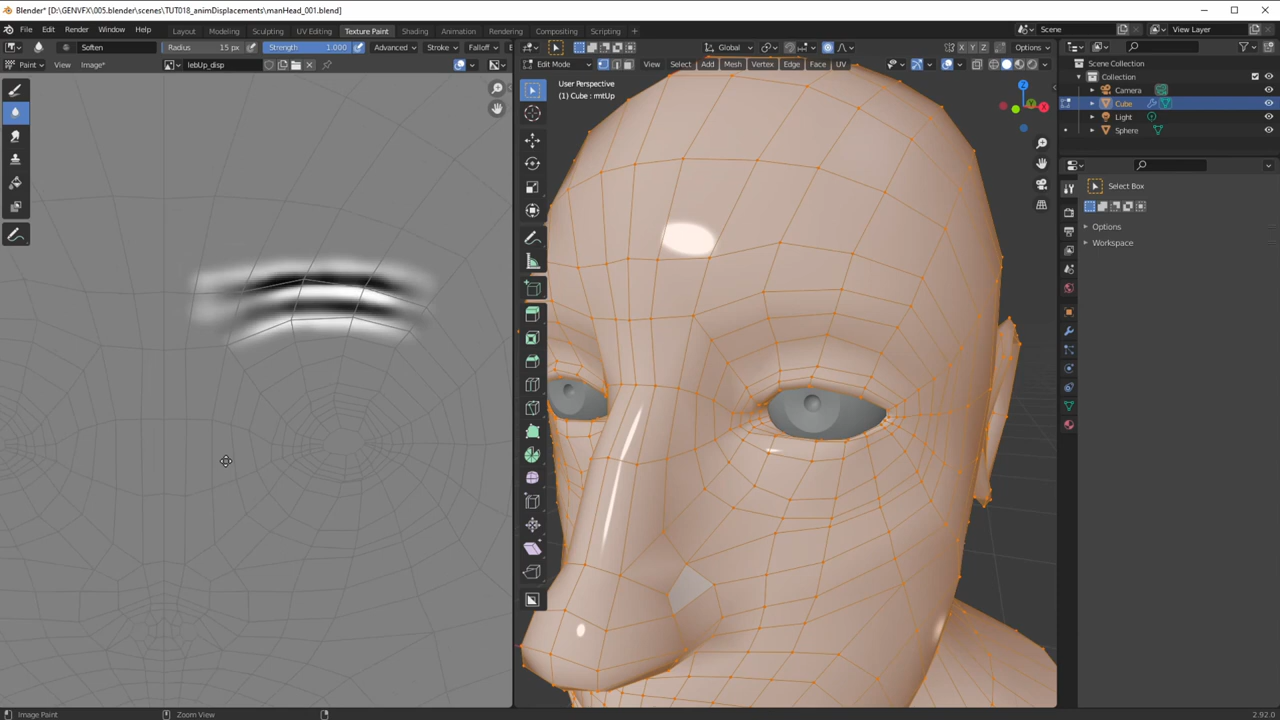 Blender* [D:\GENVFX\005.blender\scenes\TUT018_animDisplacements\manHead_001.blend]
File Edit Render Window Help Layout Modeling Sculpting UV Editing Texture Paint Shading Animation Rendering Compositing Scripting Scene View Layer
Soften Radius 15 px Strength 1.000 Advanced Stroke Falloff Global X Y Z Options
Paint View Image* lebUp_disp Edit Mode View Select Add Mesh Vertex Edge Face UV
Scene Collection
Collection
Camera
Cube
Light
Sphere
User Perspective
(1) Cube : mtUp
Z
X
Y
Select Box
Options
Workspace
Image Paint Zoom View 2.92.0